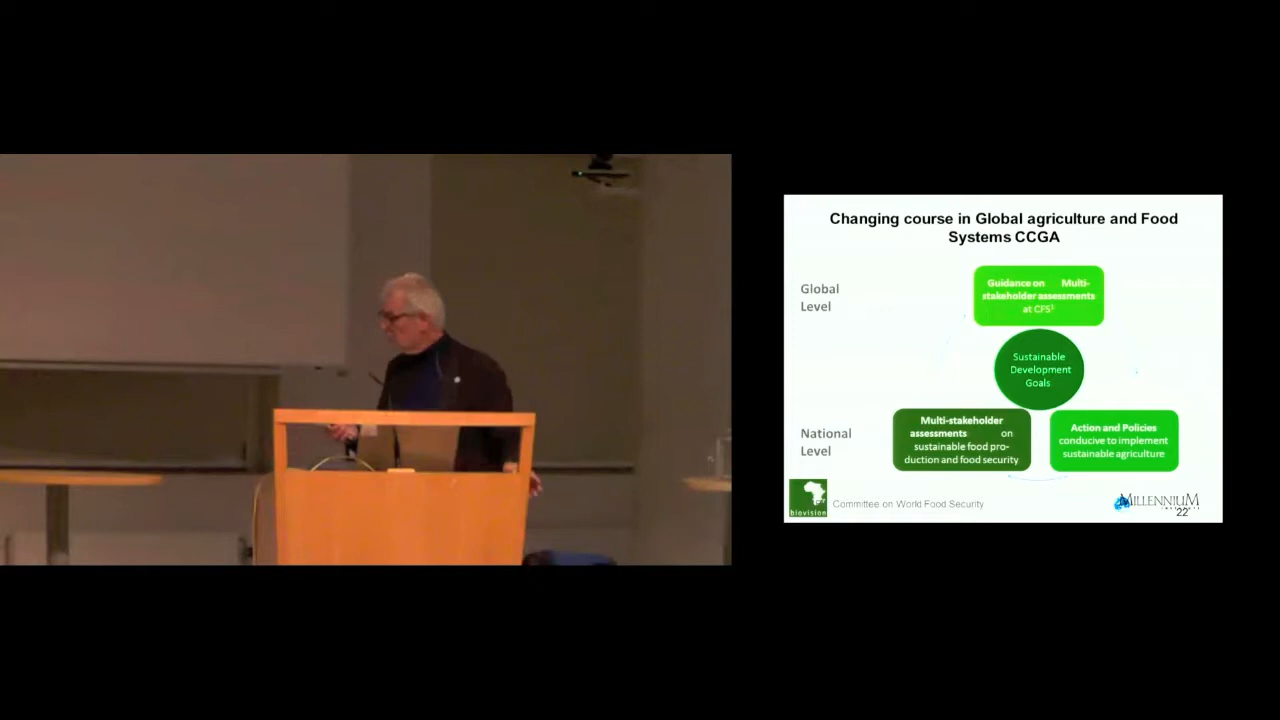 Changing course in Global agriculture and Food
Systems CCGA
Global
Level
Guidance on Multi-
stakeholder assessments
at CFS¹
Sustainable
Development
Goals
National
Level
Multi-stakeholder
assessments on
sustainable food pro-
duction and food security
Action and Policies
conducive to implement
sustainable agriculture
biovision
Committee on World Food Security
MILLENNIUM
22